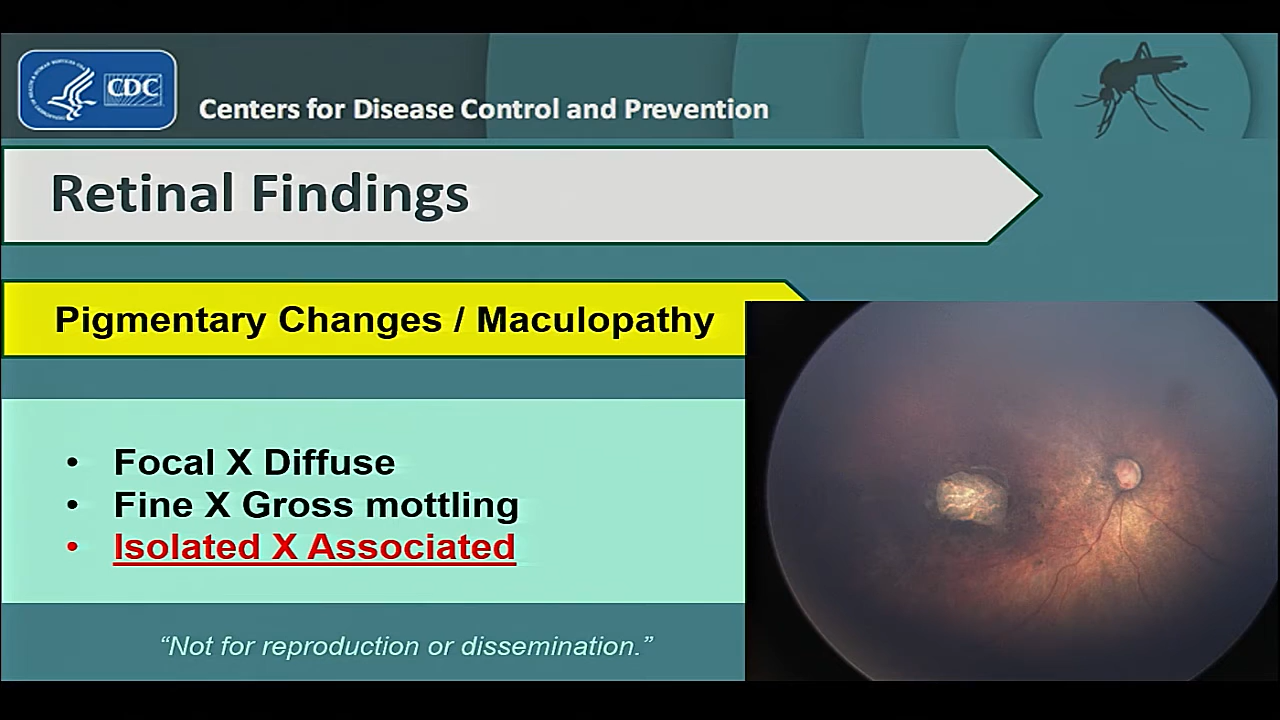 CDC
Centers for Disease Control and Prevention
Retinal Findings
Pigmentary Changes / Maculopathy
• Focal X Diffuse
• Fine X Gross mottling
• Isolated X Associated
“Not for reproduction or dissemination.”